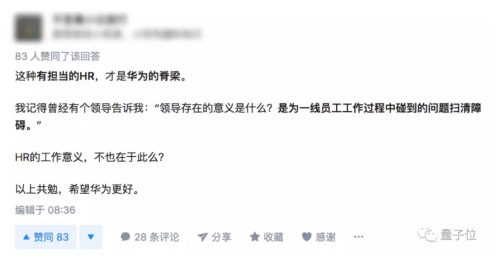 83 人赞同了该回答
这种有担当的HR，才是华为的脊梁。
我记得曾经有个领导告诉我：“领导存在的意义是什么？是为一线员工工作过程中碰到的问题扫清障
碍。“
HR的工作意义，不也在于此么？
以上共勉，希望华为更好。
编辑于 08:36
赞同 83
28 条评论
分享
收藏
感谢
量子位